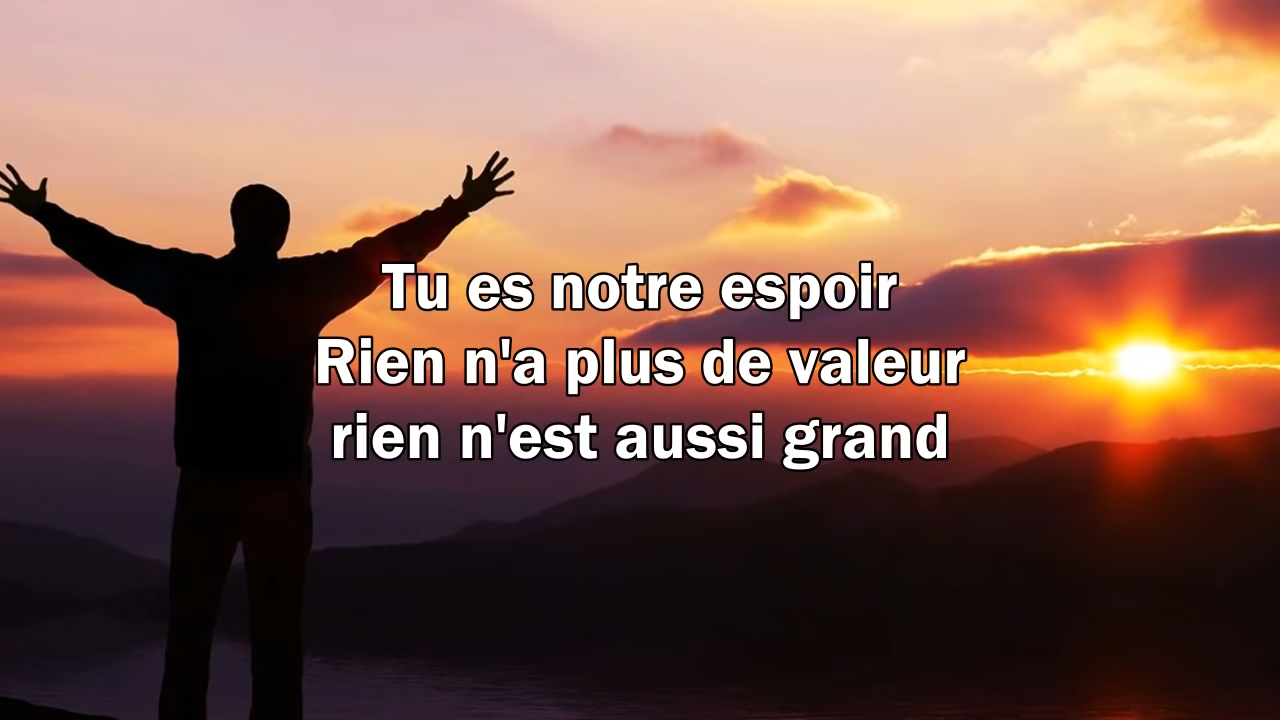 Tu es notre espoir
Rien n'a plus de valeur
rien n'est aussi grand